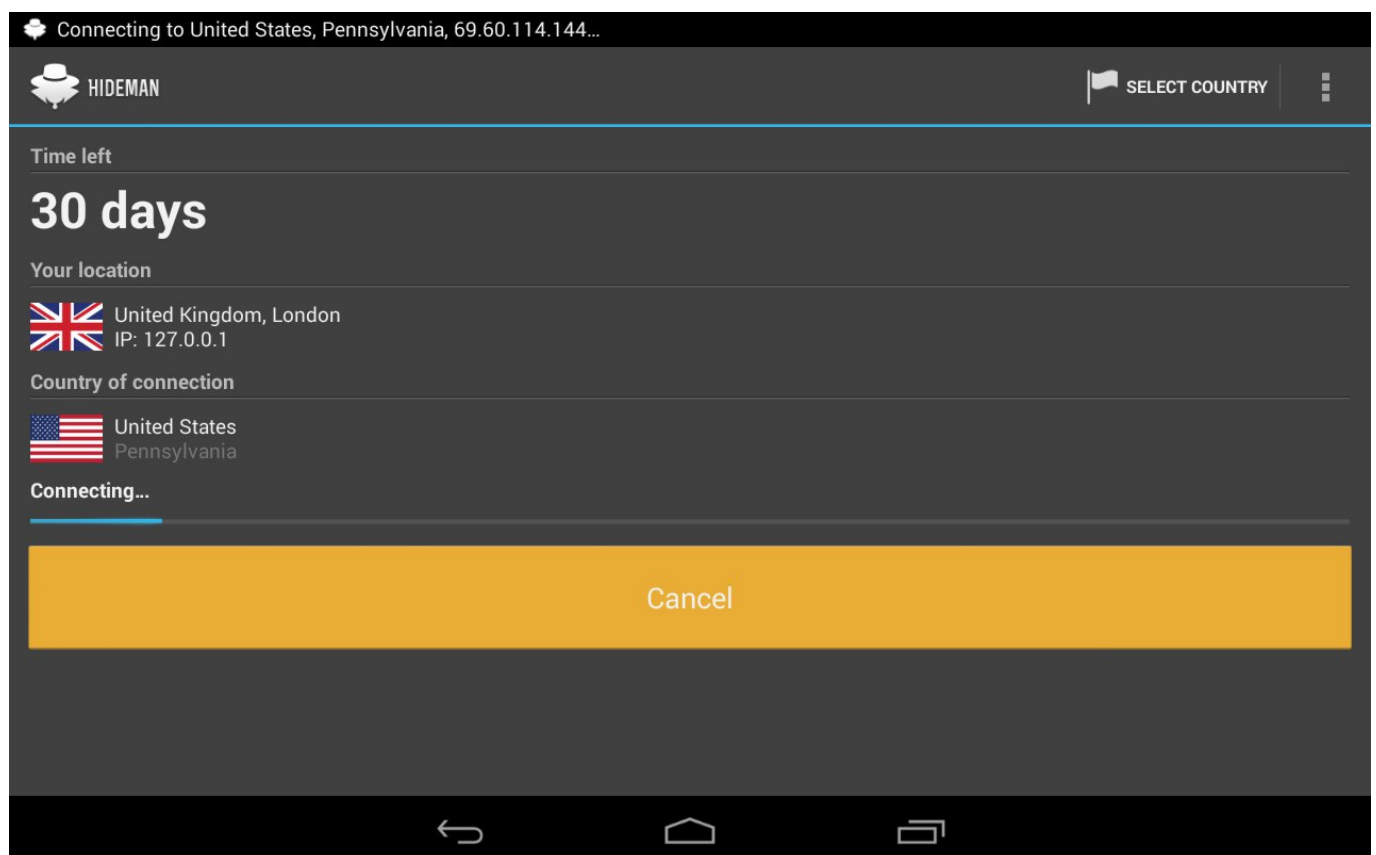 Connecting to United States, Pennsylvania, 69.60.114.144...
HIDEMAN
SELECT COUNTRY
Time left
30 days
Your location
United Kingdom, London
IP: 127.0.0.1
Country of connection
United States
Pennsylvania
Connecting...
Cancel